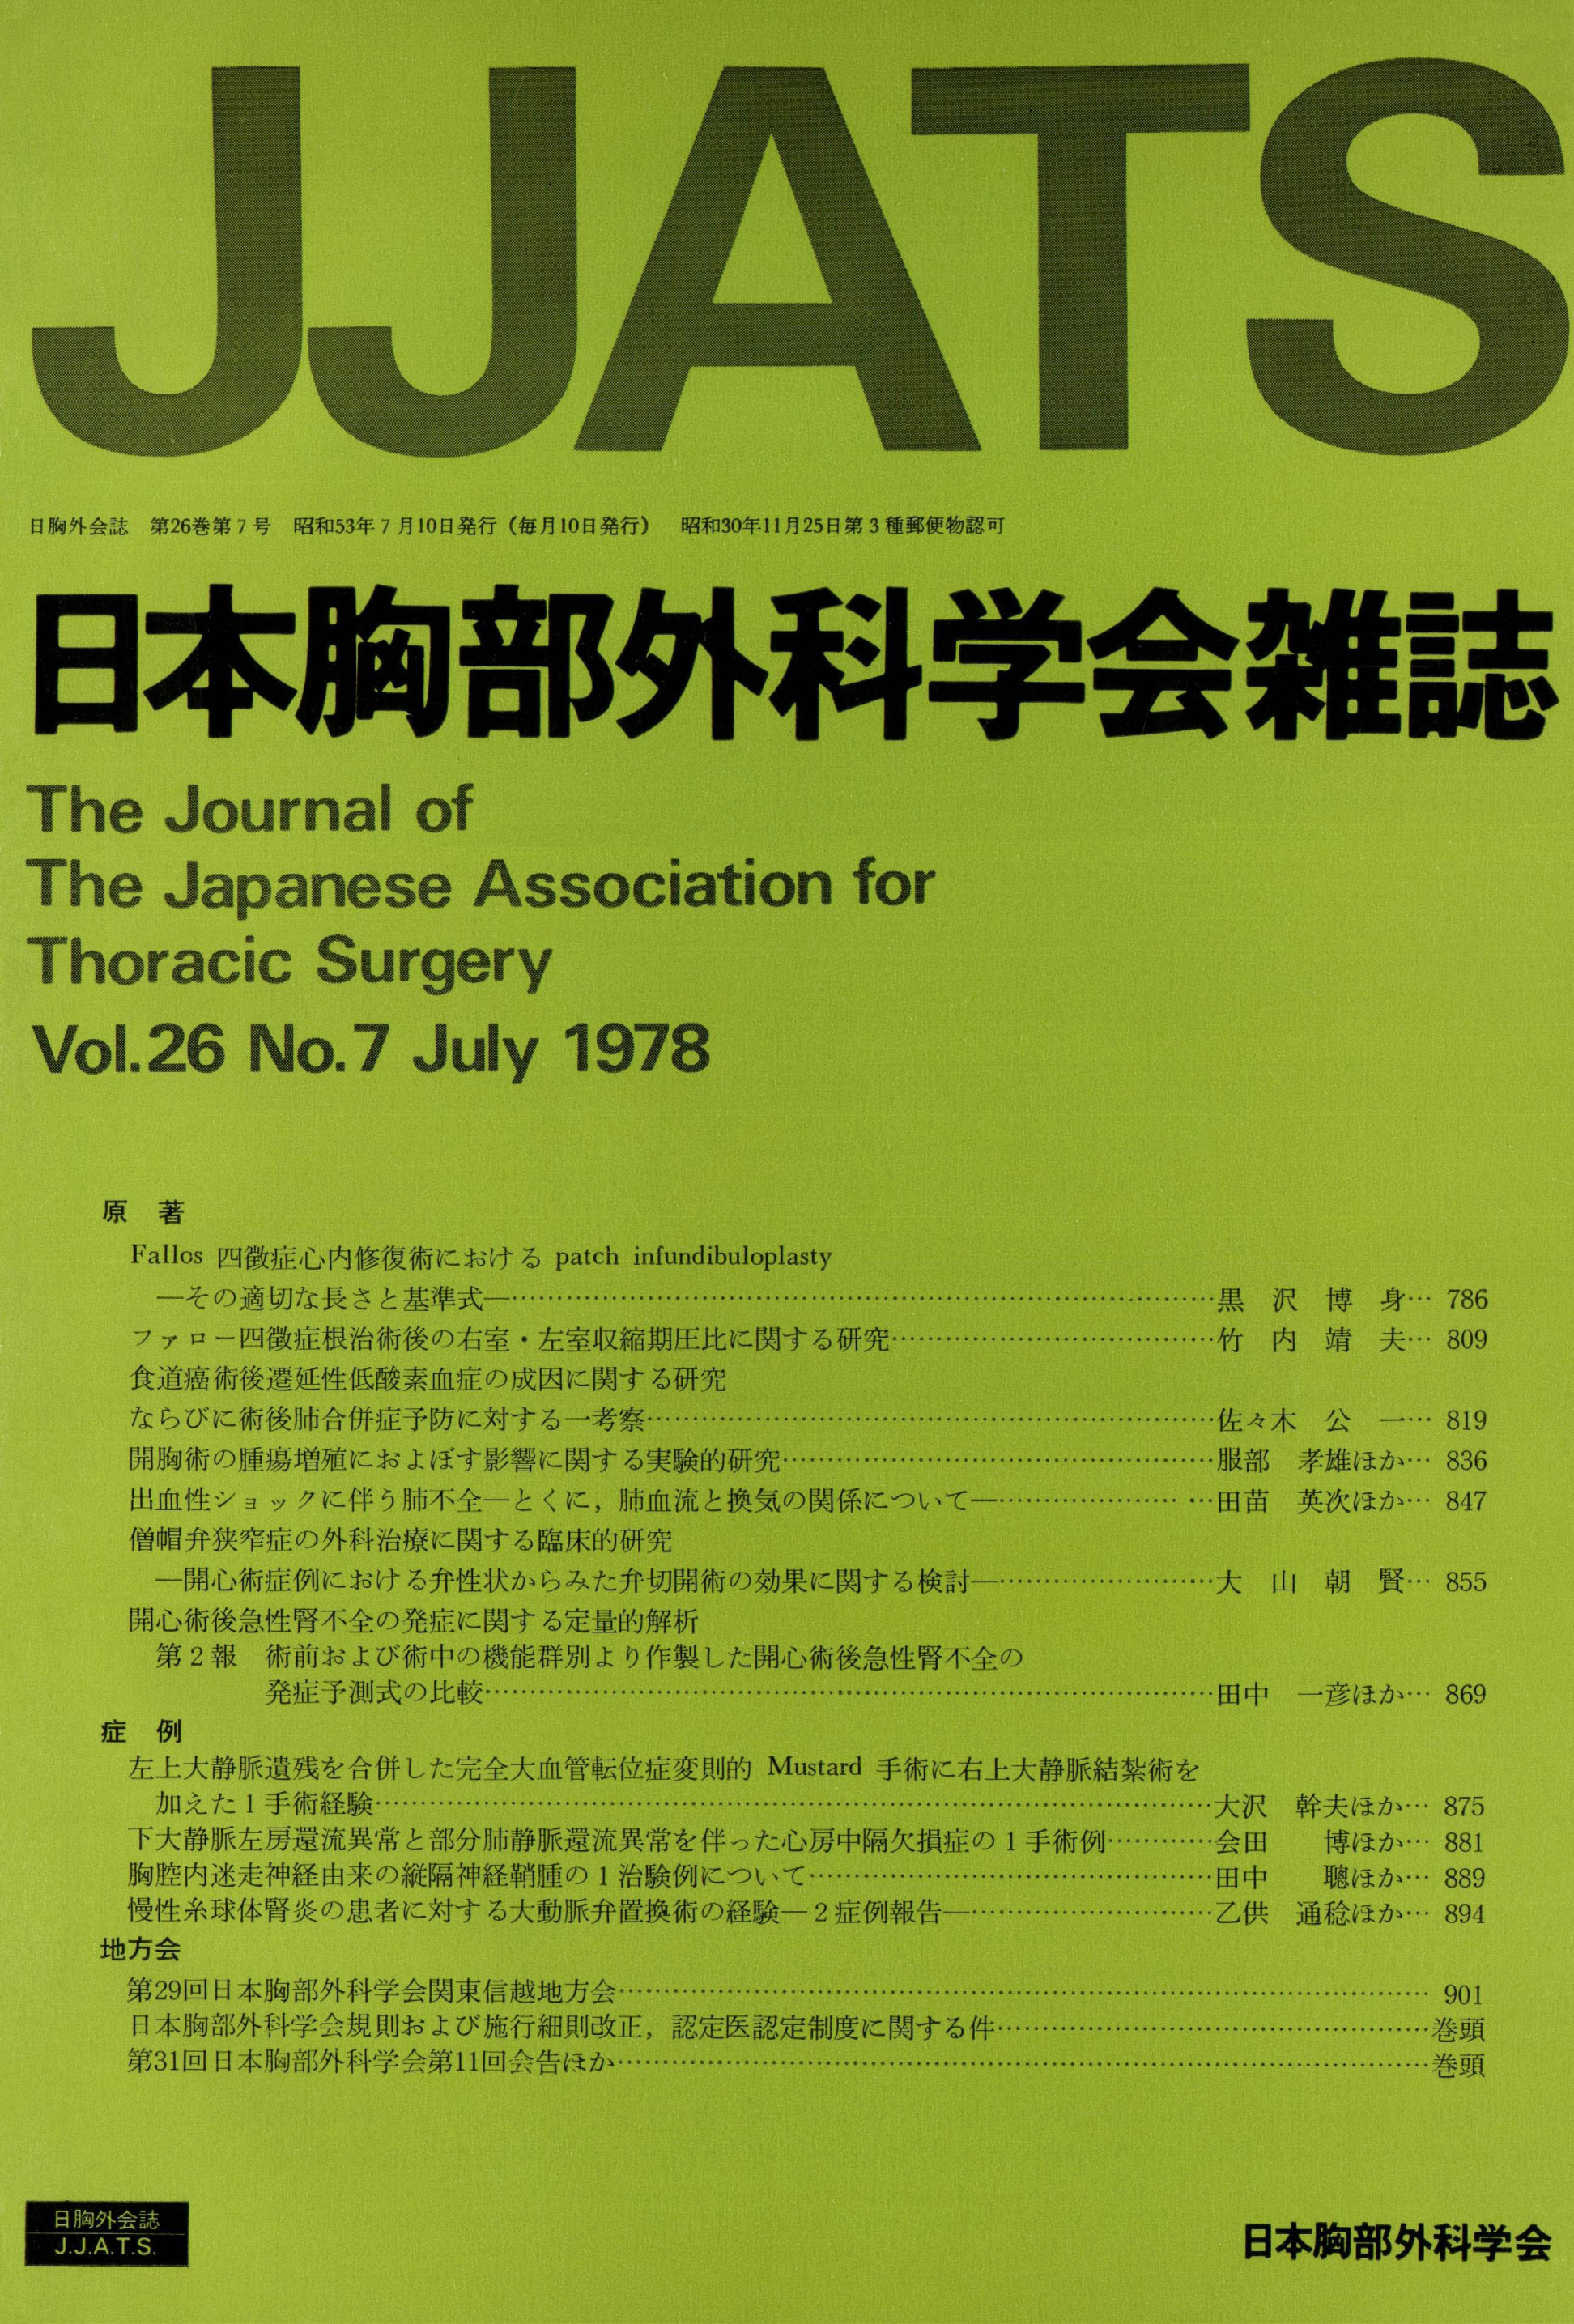 JJATS
日胸外会誌　第26巻第7号　昭和53年7月10日発行（毎月10日発行）　昭和30年11月25日第3種郵便物認可
日本胸部外科学会雑誌
The Journal of
The Japanese Association for
Thoracic Surgery
Vol.26 No.7 July 1978
原　著
Fallos 四徴症心内修復術における patch infundibuloplasty
—その適切な長さと基準式—……黒　沢　博　身… 786
ファロー四徴症根治術後の右室・左室収縮期圧比に関する研究……竹　内　靖　夫… 809
食道癌術後遷延性低酸素血症の成因に関する研究
ならびに術後肺合併症予防に対する一考察……佐々木　公　一… 819
開胸術の腫瘍増殖におよぼす影響に関する実験的研究……服部　孝雄ほか… 836
出血性ショックに伴う肺不全—とくに，肺血流と換気の関係について—……田苗　英次ほか… 847
僧帽弁狭窄症の外科治療に関する臨床的研究
—開心術症例における弁性状からみた弁切開術の効果に関する検討—……大　山　朝　賢… 855
開心術後急性腎不全の発症に関する定量的解析
第2報　術前および術中の機能群別より作製した開心術後急性腎不全の
発症予測式の比較……田中　一彦ほか… 869
症　例
左上大静脈遺残を合併した完全大血管転位症変則的 Mustard 手術に右上大静脈結紮術を
加えた1手術経験……大沢　幹夫ほか… 875
下大静脈左房還流異常と部分肺静脈還流異常を伴った心房中隔欠損症の1手術例……会田　博ほか… 881
胸腔内迷走神経由来の縦隔神経鞘腫の1治験例について……田中　聰ほか… 889
慢性糸球体腎炎の患者に対する大動脈弁置換術の経験—2症例報告—……乙供　通稔ほか… 894
地方会
第29回日本胸部外科学会関東信越地方会…… 901
日本胸部外科学会規則および施行細則改正，認定医認定制度に関する件……巻頭
第31回日本胸部外科学会第11回会告ほか……巻頭
日胸外会誌
J.J.A.T.S.
日本胸部外科学会